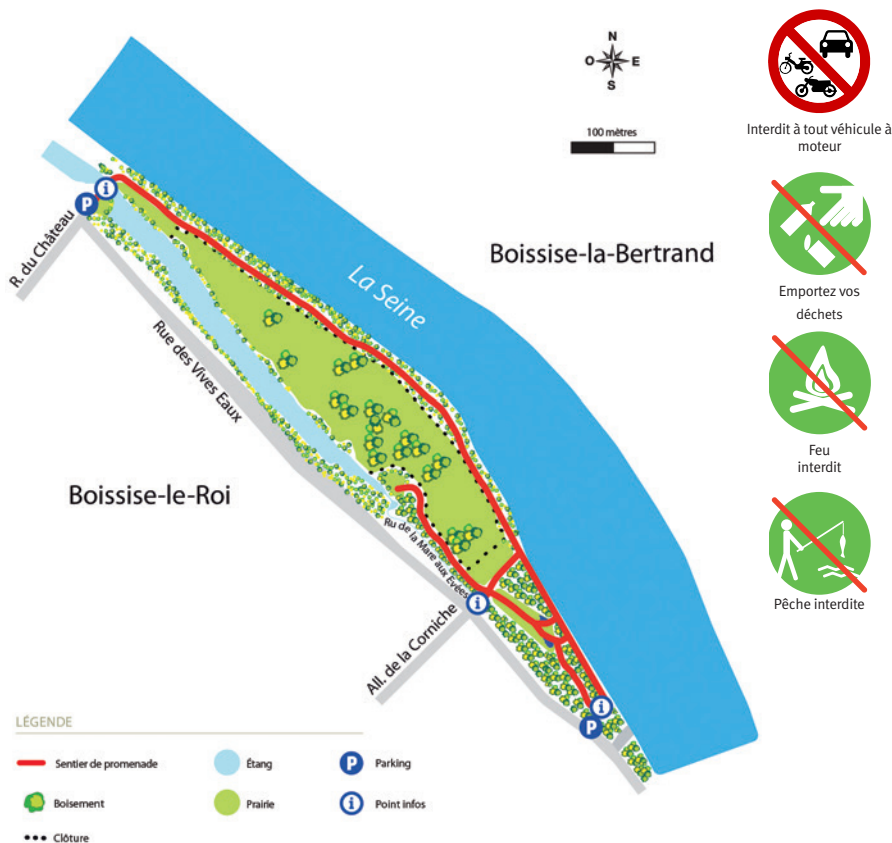 N
O E
S
100 mètres
Boissise-la-Bertrand
La Seine
i
P
R. du Château
Rue des Vives Eaux
Boissise-le-Roi
Ru de la Mare aux Evées
i
All. de la Corniche
i
P
LÉGENDE
Sentier de promenade
Étang
P Parking
Boisement
Prairie
i Point infos
Clôture
Interdit à tout véhicule à
moteur
Emportez vos
déchets
Feu
interdit
Pêche interdite